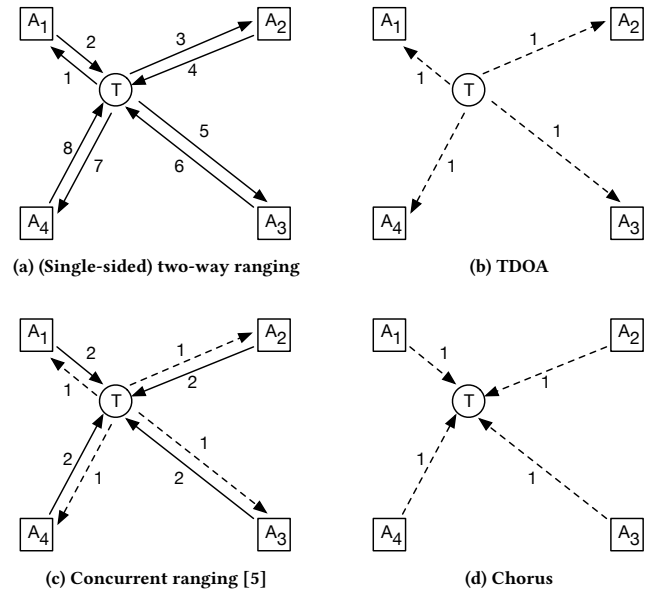 A1
2
1
3
4
A2
T
8
7
5
6
A4
A3
(a) (Single-sided) two-way ranging
A1
1
1
A2
T
1
1
A4
A3
(b) TDOA
A1
2
1
1
2
A2
T
2
1
1
2
A4
A3
(c) Concurrent ranging [5]
A1
1
1
A2
T
1
1
A4
A3
(d) Chorus